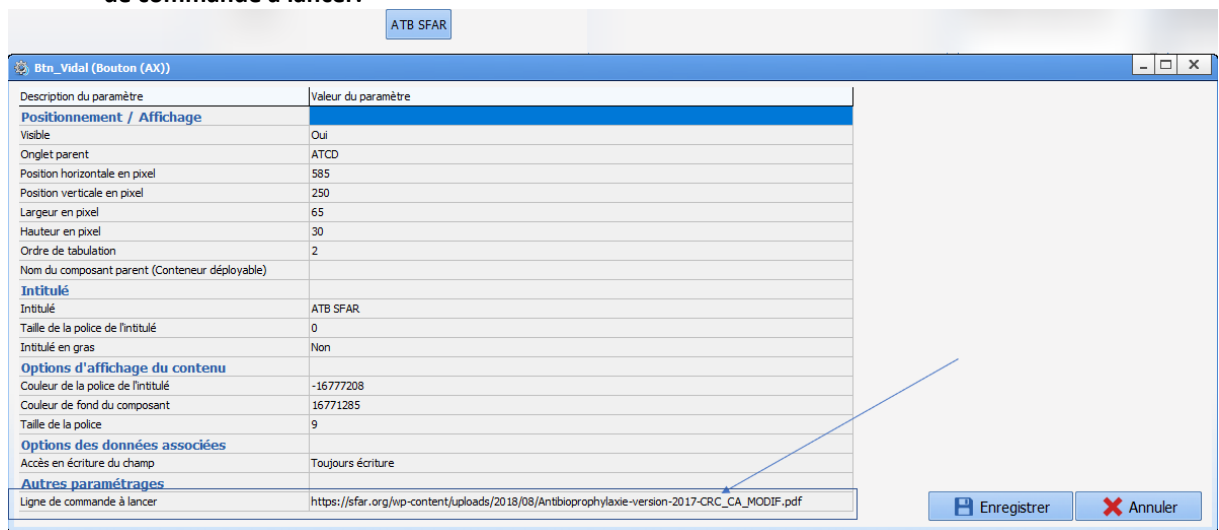 de commande à lancer.
ATB SFAR
Btn_Vidal (Bouton (AX))
Description du paramètre Valeur du paramètre
Positionnement / Affichage
Visible Oui
Onglet parent ATCD
Position horizontale en pixel 585
Position verticale en pixel 250
Largeur en pixel 65
Hauteur en pixel 30
Ordre de tabulation 2
Nom du composant parent (Conteneur déployable)
Intitulé
Intitulé ATB SFAR
Taille de la police de l'intitulé 0
Intitulé en gras Non
Options d'affichage du contenu
Couleur de la police de l'intitulé -16777208
Couleur de fond du composant 16771285
Taille de la police 9
Options des données associées
Accès en écriture du champ Toujours écriture
Autres paramétrages
Ligne de commande à lancer https://sfar.org/wp-content/uploads/2018/08/Antibioprophylaxie-version-2017-CRC_CA_MODIF.pdf
Enregistrer Annuler